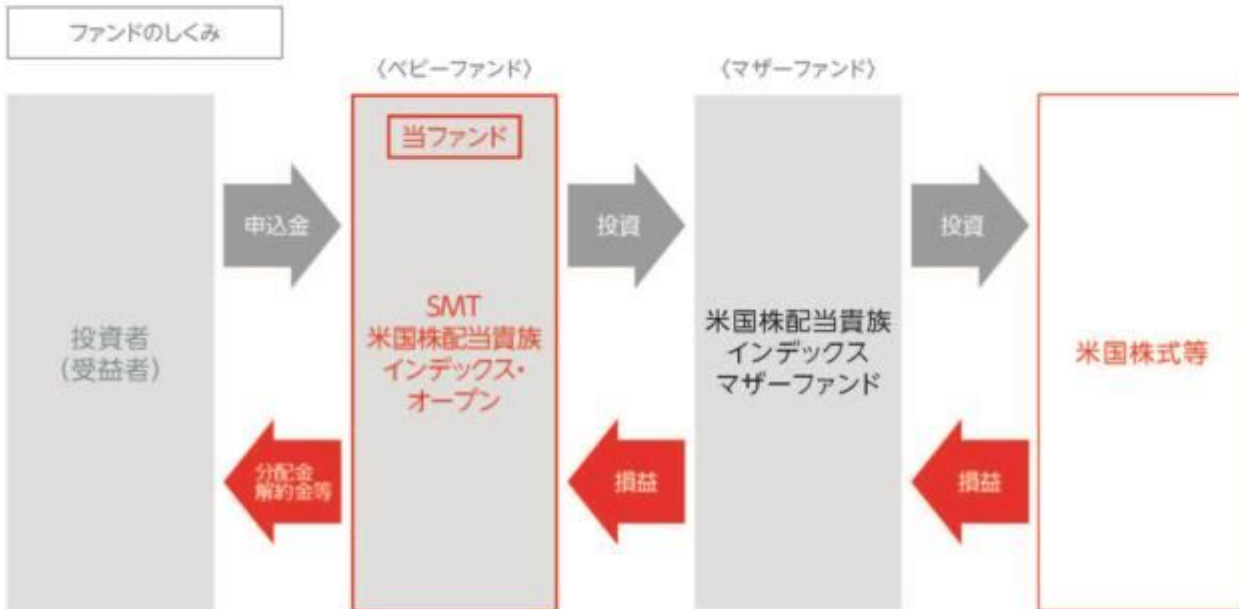 ファンドのしくみ
〈ベビーファンド〉
〈マザーファンド〉
投資者
(受益者)
申込金
分配金
解約金等
当ファンド
SMT
米国株配当貴族
インデックス・
オープン
投資
損益
米国株配当貴族
インデックス
マザーファンド
投資
損益
米国株式等